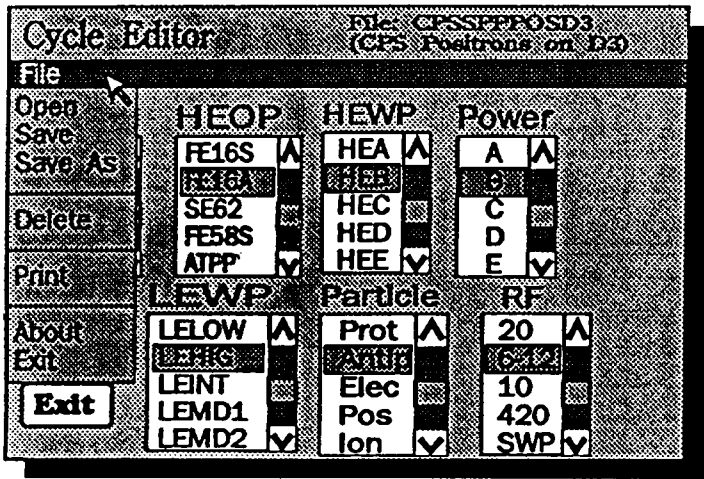 Cycle Editor
File: CPSSPPPOSD3
(CPS Positrons on D3)
File
Open
Save
Save As
Delete
Print
About
Exit
Exit
HEOP
FE16S
FE16A
SE62
FE58S
ATPP
HEWP
HEA
HEB
HEC
HED
HEE
Power
A
B
C
D
E
LEWP
LELOW
LEHIG
LEINT
LEMD1
LEMD2
Particle
Prot
Antip
Elec
Pos
Ion
RF
20
6-12
10
420
SWP